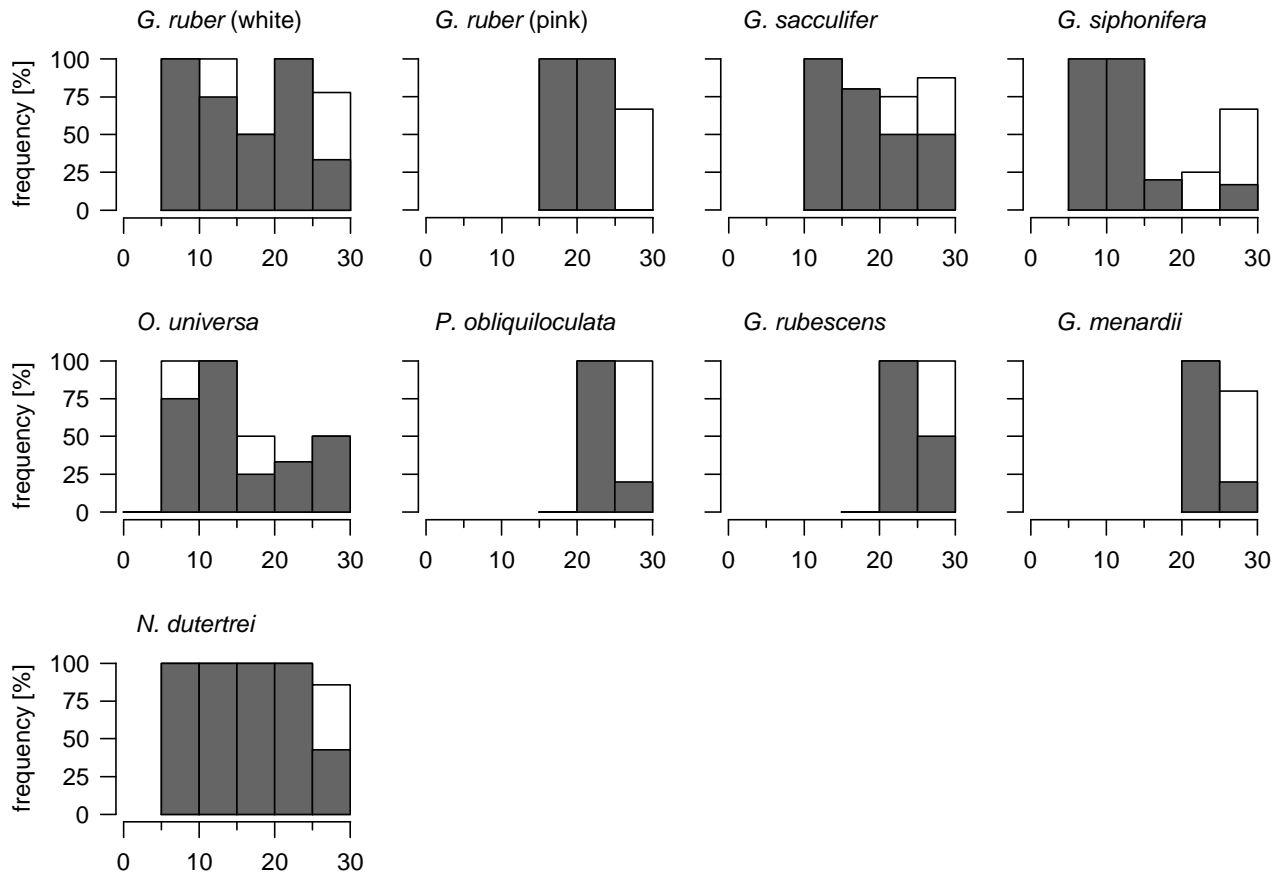 G. ruber (white) G. ruber (pink) G. sacculifer G. siphonifera
frequency [%]
100
75
50
25
0
0 10 20 30 0 10 20 30 0 10 20 30 0 10 20 30
O. universa P. obliquiloculata G. rubescens G. menardii
frequency [%]
100
75
50
25
0
0 10 20 30 0 10 20 30 0 10 20 30 0 10 20 30
N. dutertrei
frequency [%]
100
75
50
25
0
0 10 20 30